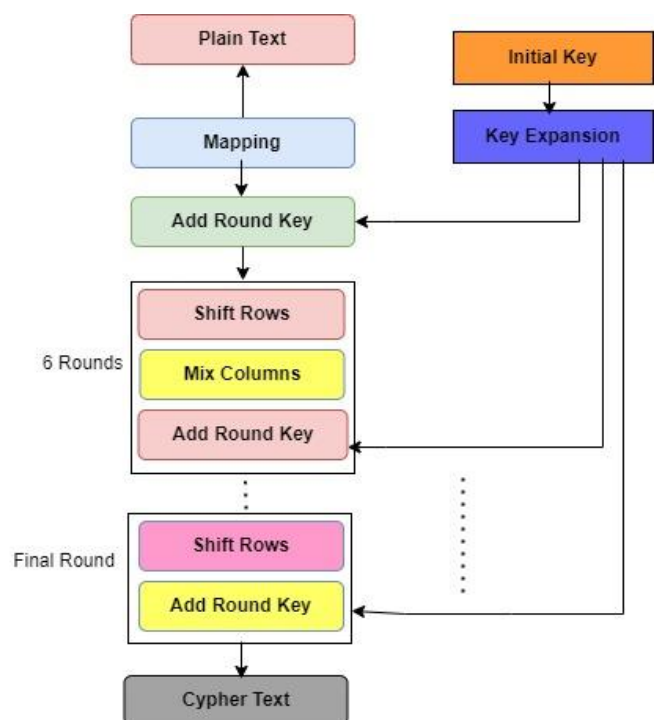 Plain Text
Initial Key
Mapping
Key Expansion
Add Round Key
Shift Rows
6 Rounds
Mix Columns
Add Round Key
Shift Rows
Final Round
Add Round Key
Cypher Text